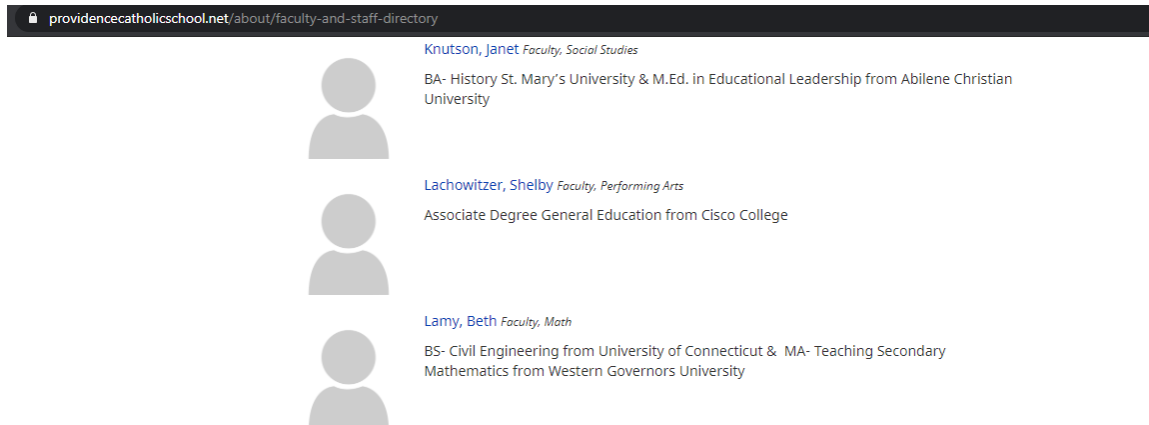 providencecatholicschool.net/about/faculty-and-staff-directory
Knutson, Janet Faculty, Social Studies
BA- History St. Mary's University & M.Ed. in Educational Leadership from Abilene Christian
University
Lachowitzer, Shelby Faculty, Performing Arts
Associate Degree General Education from Cisco College
Lamy, Beth Faculty, Math
BS- Civil Engineering from University of Connecticut &  MA- Teaching Secondary
Mathematics from Western Governors University